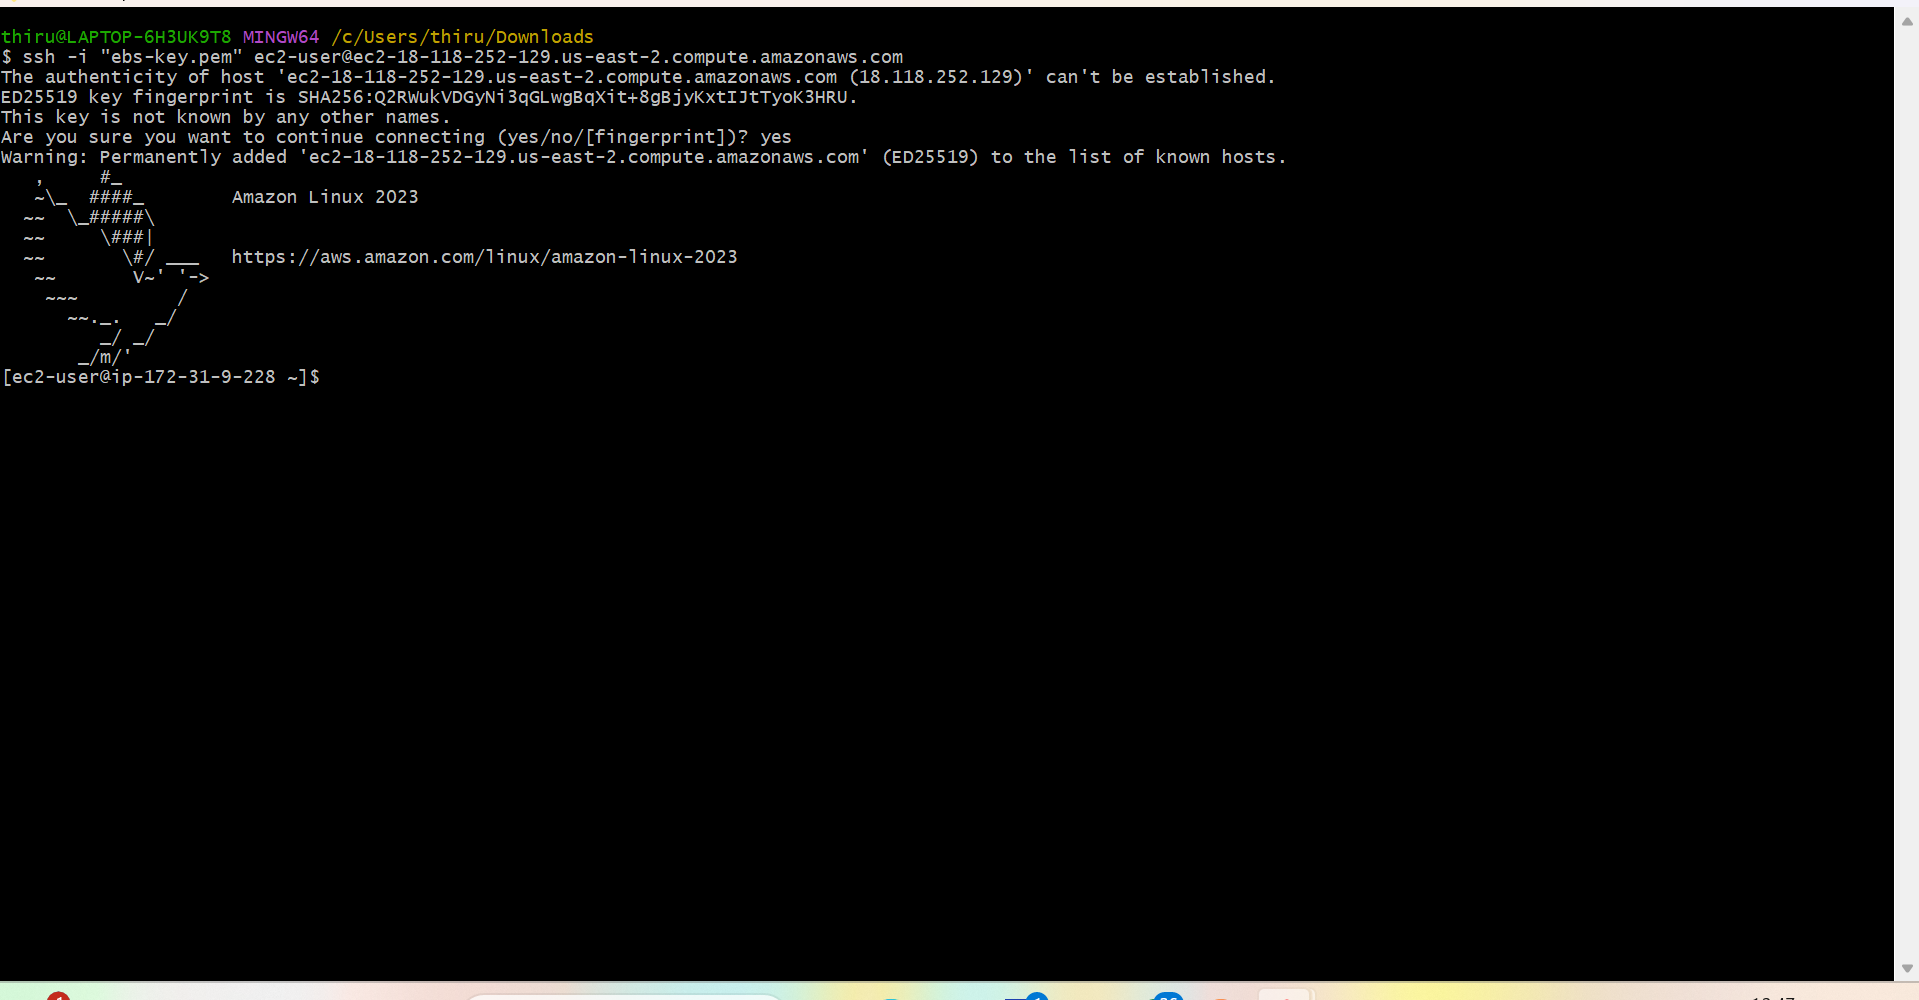 thiru@LAPTOP-6H3UK9T8 MINGW64 /c/Users/thiru/Downloads
$ ssh -i "ebs-key.pem" ec2-user@ec2-18-118-252-129.us-east-2.compute.amazonaws.com
The authenticity of host 'ec2-18-118-252-129.us-east-2.compute.amazonaws.com (18.118.252.129)' can't be established.
ED25519 key fingerprint is SHA256:Q2RWukVDGyNi3qGLwgBqXit+8gBjyKxtIJtTyoK3HRU.
This key is not known by any other names.
Are you sure you want to continue connecting (yes/no/[fingerprint])? yes
Warning: Permanently added 'ec2-18-118-252-129.us-east-2.compute.amazonaws.com' (ED25519) to the list of known hosts.
   ,     #_
   ~\_  ####_        Amazon Linux 2023
  ~~  \_#####\
  ~~     \###|
  ~~       \#/ ___   https://aws.amazon.com/linux/amazon-linux-2023
   ~~       V~' '->
    ~~~         /
      ~~._.   _/
         _/ _/
       _/m/'
[ec2-user@ip-172-31-9-228 ~]$